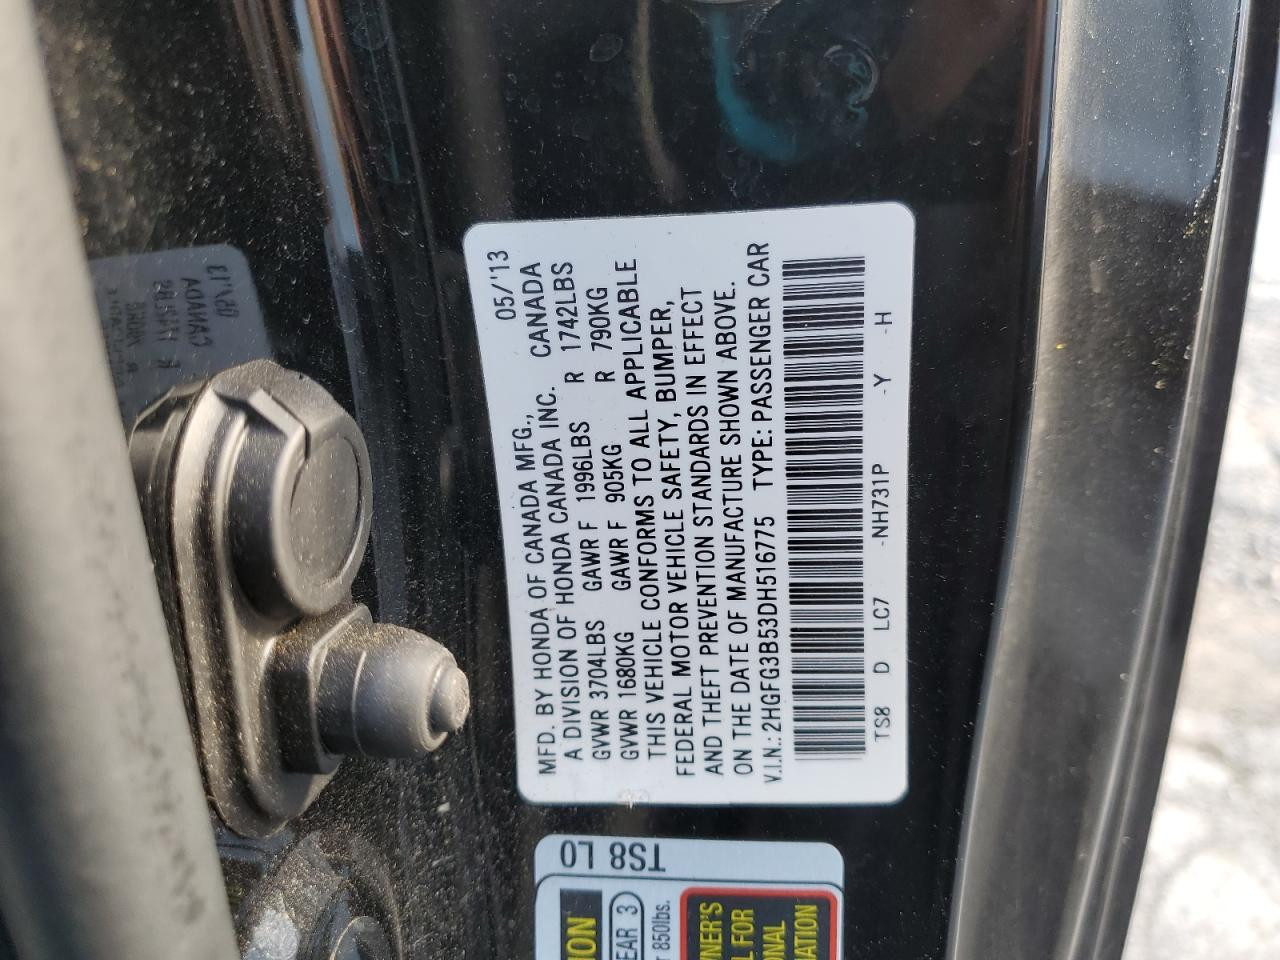 MFD. BY HONDA OF CANADA MFG., 05/'13
A DIVISION OF HONDA CANADA INC. CANADA
GVWR 3704LBS GAWR F 1996LBS R 1742LBS
GVWR 1680KG GAWR F 905KG R 790KG
THIS VEHICLE CONFORMS TO ALL APPLICABLE
FEDERAL MOTOR VEHICLE SAFETY, BUMPER,
AND THEFT PREVENTION STANDARDS IN EFFECT
ON THE DATE OF MANUFACTURE SHOWN ABOVE.
V.I.N.: 2HGFG3B53DH516775 TYPE: PASSENGER CAR
TS8 D LC7 -NH731P -Y -H
TS8 L0
EAR 3
850lbs.